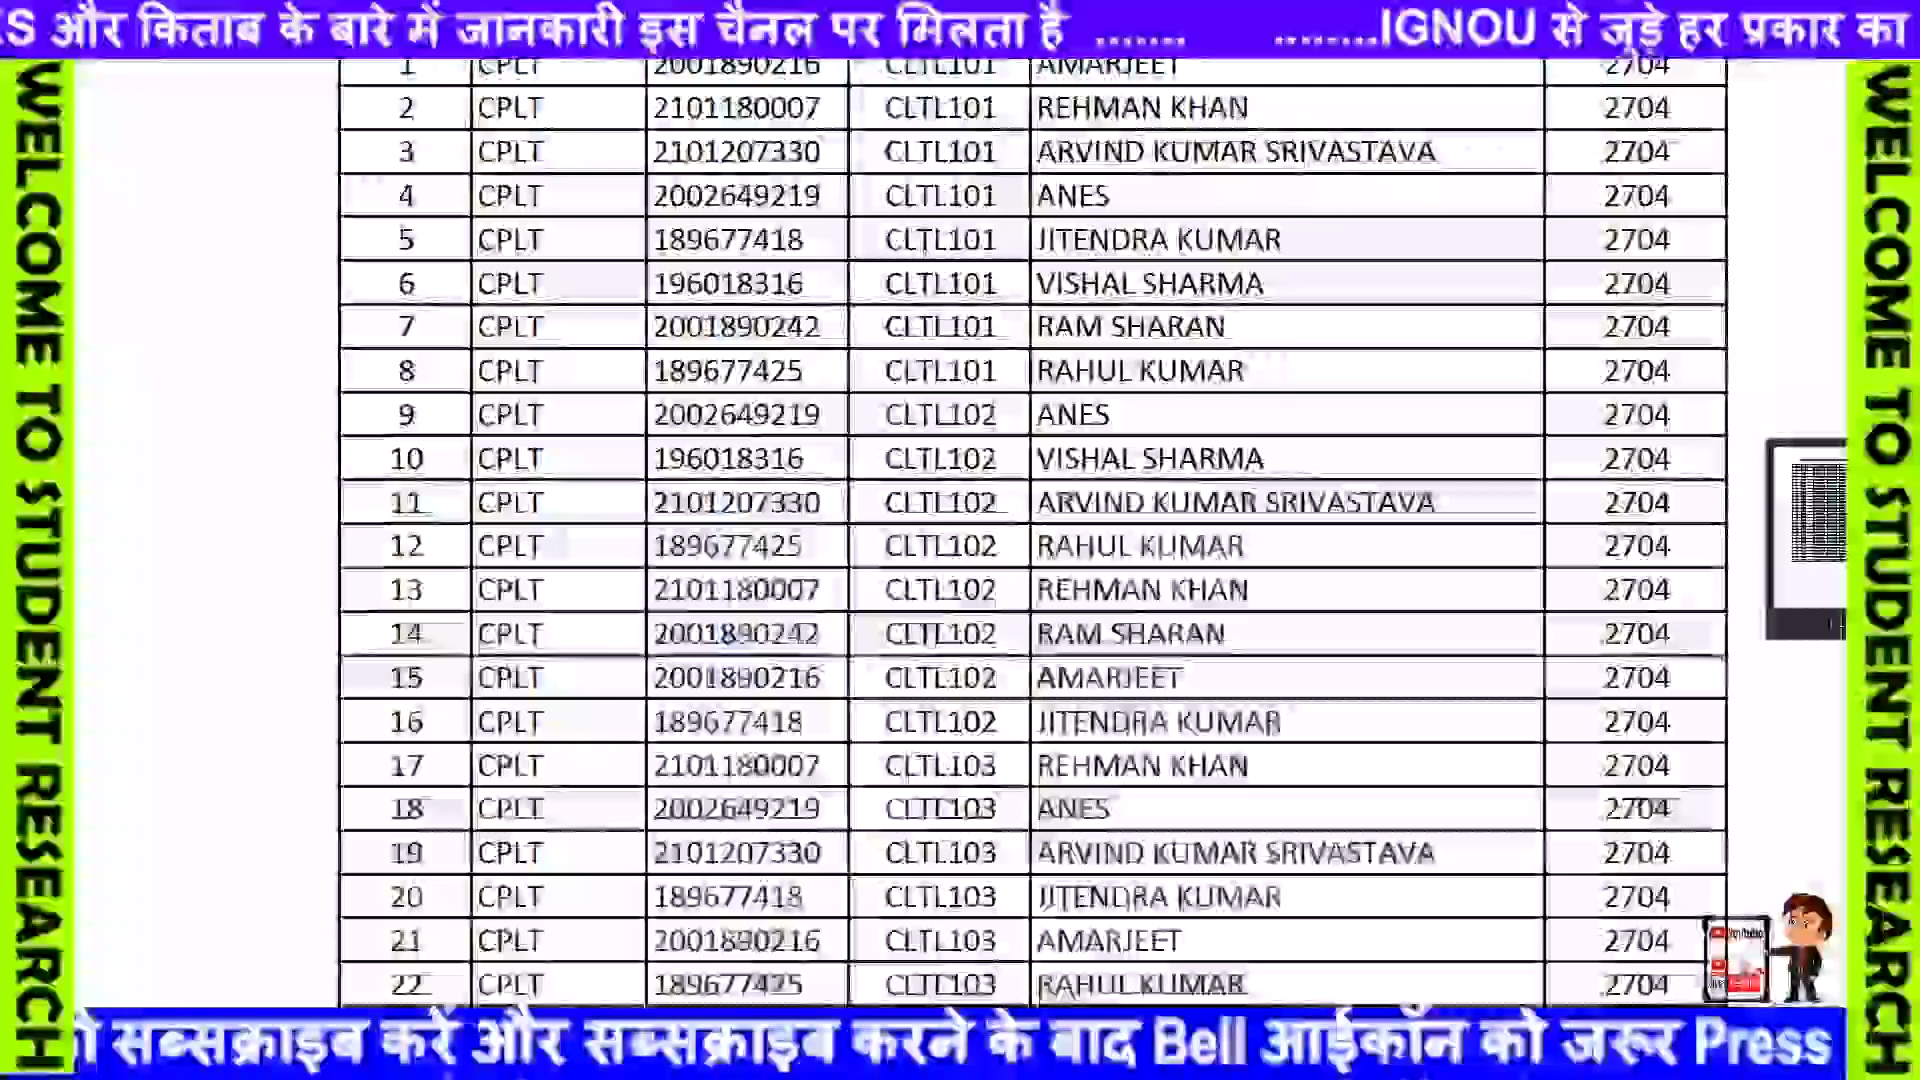 RS और किताब के बारे में जानकारी इस चैनल पर मिलता है ....... ........IGNOU से जुड़े हर प्रकार का
WELCOME TO STUDENT RESEARCH
1 CPLT 2001890216 CLTL101 AMARJEET 2704
2 CPLT 2101180007 CLTL101 REHMAN KHAN 2704
3 CPLT 2101207330 CLTL101 ARVIND KUMAR SRIVASTAVA 2704
4 CPLT 2002649219 CLTL101 ANES 2704
5 CPLT 189677418 CLTL101 JITENDRA KUMAR 2704
6 CPLT 196018316 CLTL101 VISHAL SHARMA 2704
7 CPLT 2001890242 CLTL101 RAM SHARAN 2704
8 CPLT 189677425 CLTL101 RAHUL KUMAR 2704
9 CPLT 2002649219 CLTL102 ANES 2704
10 CPLT 196018316 CLTL102 VISHAL SHARMA 2704
11 CPLT 2101207330 CLTL102 ARVIND KUMAR SRIVASTAVA 2704
12 CPLT 189677425 CLTL102 RAHUL KUMAR 2704
13 CPLT 2101180007 CLTL102 REHMAN KHAN 2704
14 CPLT 2001890242 CLTL102 RAM SHARAN 2704
15 CPLT 2001890216 CLTL102 AMARJEET 2704
16 CPLT 189677418 CLTL102 JITENDRA KUMAR 2704
17 CPLT 2101180007 CLTL103 REHMAN KHAN 2704
18 CPLT 2002649219 CLTL103 ANES 2704
19 CPLT 2101207330 CLTL103 ARVIND KUMAR SRIVASTAVA 2704
20 CPLT 189677418 CLTL103 JITENDRA KUMAR 2704
21 CPLT 2001890216 CLTL103 AMARJEET 2704
22 CPLT 189677425 CLTL103 RAHUL KUMAR 2704
WELCOME TO STUDENT RESEARCH
सब्सक्राइब करें और सब्सक्राइब करने के बाद Bell आईकॉन को जरूर Press